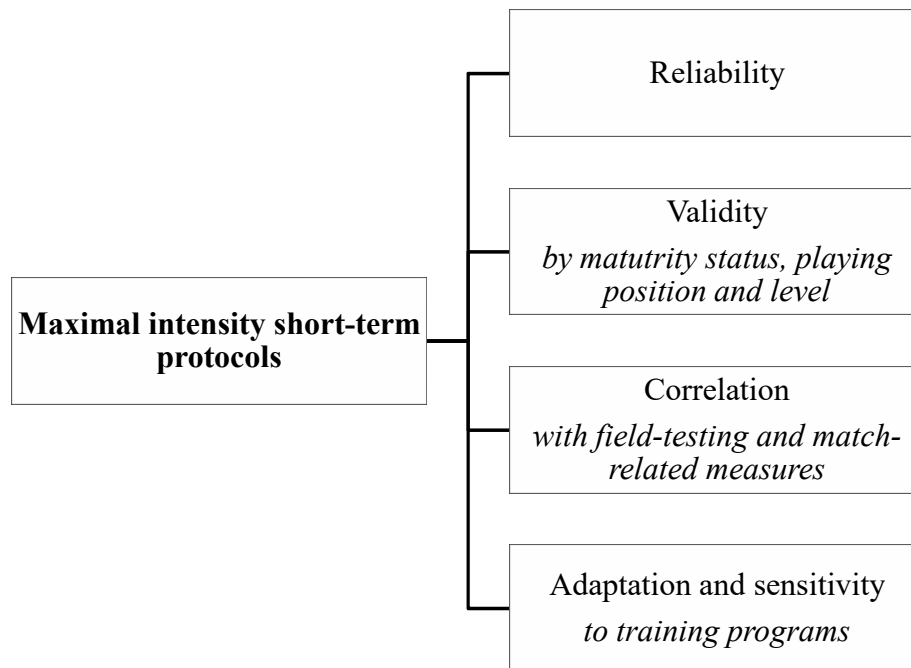 Maximal intensity short-term
protocols
Reliability
Validity
by matutrity status, playing
position and level
Correlation
with field-testing and match-
related measures
Adaptation and sensitivity
to training programs